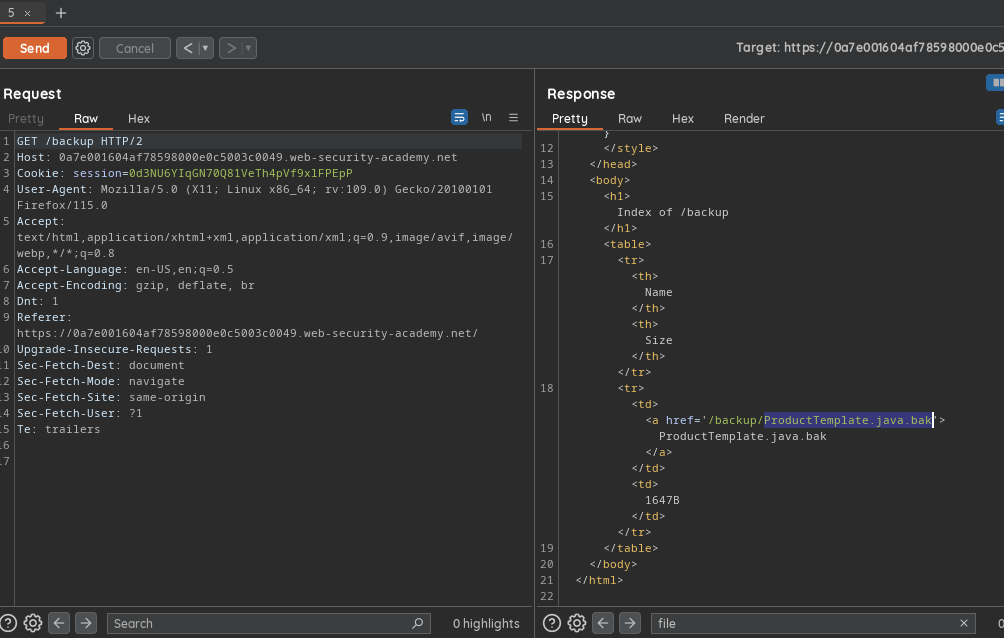 5 × +
Send Cancel < ▾ > ▾ Target: https://0a7e001604af78598000e0c5
Request
Pretty Raw Hex \n
1 GET /backup HTTP/2
2 Host: 0a7e001604af78598000e0c5003c0049.web-security-academy.net
3 Cookie: session=0d3NU6YIqGN70Q81VeTh4pVf9xlFPEpP
4 User-Agent: Mozilla/5.0 (X11; Linux x86_64; rv:109.0) Gecko/20100101
Firefox/115.0
5 Accept:
text/html,application/xhtml+xml,application/xml;q=0.9,image/avif,image/
webp,*/*;q=0.8
6 Accept-Language: en-US,en;q=0.5
7 Accept-Encoding: gzip, deflate, br
8 Dnt: 1
9 Referer:
https://0a7e001604af78598000e0c5003c0049.web-security-academy.net/
.0 Upgrade-Insecure-Requests: 1
.1 Sec-Fetch-Dest: document
.2 Sec-Fetch-Mode: navigate
.3 Sec-Fetch-Site: same-origin
.4 Sec-Fetch-User: ?1
.5 Te: trailers
.6
.7
Search 0 highlights
Response
Pretty Raw Hex Render
}
12 </style>
13 </head>
14 <body>
15 <h1>
Index of /backup
</h1>
16 <table>
17 <tr>
<th>
Name
</th>
<th>
Size
</th>
</tr>
18 <tr>
<td>
<a href='/backup/ProductTemplate.java.bak'>
ProductTemplate.java.bak
</a>
</td>
<td>
1647B
</td>
</tr>
19 </table>
20 </body>
21 </html>
22
file × 0